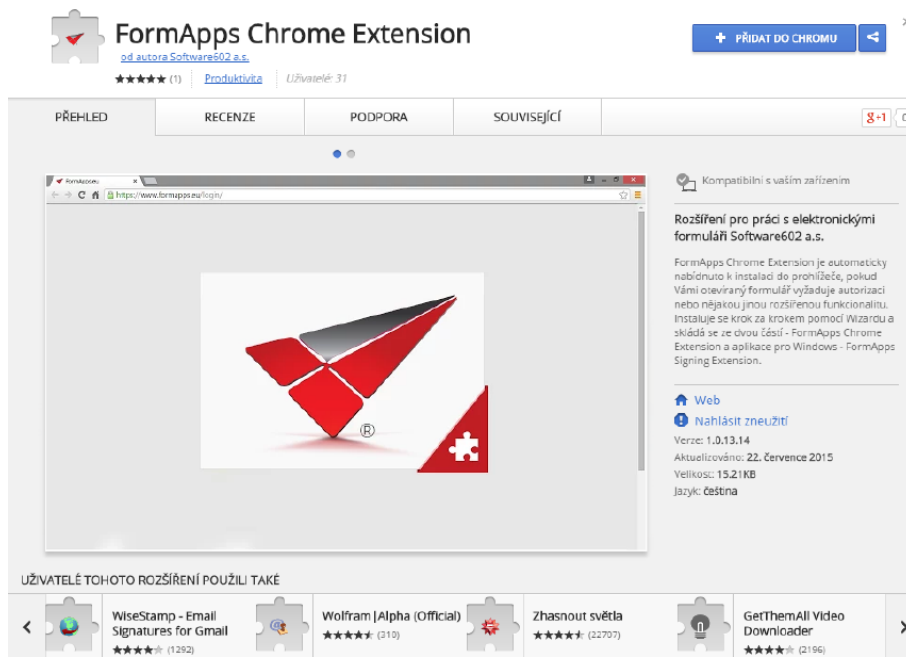 FormApps Chrome Extension
od autora Software602 a.s.
(1) Produktivita Uživatelé: 31
+ PŘIDAT DO CHROMU
PŘEHLED RECENZE PODPORA SOUVISEJÍCÍ
g+1 0
FormApps.eu
https://www.formapps.eu/login/
®
Kompatibilní s vaším zařízením
Rozšíření pro práci s elektronickými
formuláři Software602 a.s.
FormApps Chrome Extension je automaticky
nabídnuto k instalaci do prohlížeče, pokud
Vámi otevíraný formulář vyžaduje autorizaci
nebo nějakou jinou rozšířenou funkcionalitu.
Instaluje se krok za krokem pomocí Wizardu a
skládá se ze dvou částí - FormApps Chrome
Extension a aplikace pro Windows - FormApps
Signing Extension.
Web
Nahlásit zneužití
Verze: 1.0.13.14
Aktualizováno: 22. července 2015
Velikost: 15.21KB
Jazyk: čeština
UŽIVATELÉ TOHOTO ROZŠÍŘENÍ POUŽILI TAKÉ
WiseStamp - Email
Signatures for Gmail
(1292)
Wolfram|Alpha (Official)
(310)
Zhasnout světla
(22707)
GetThemAll Video
Downloader
(2196)